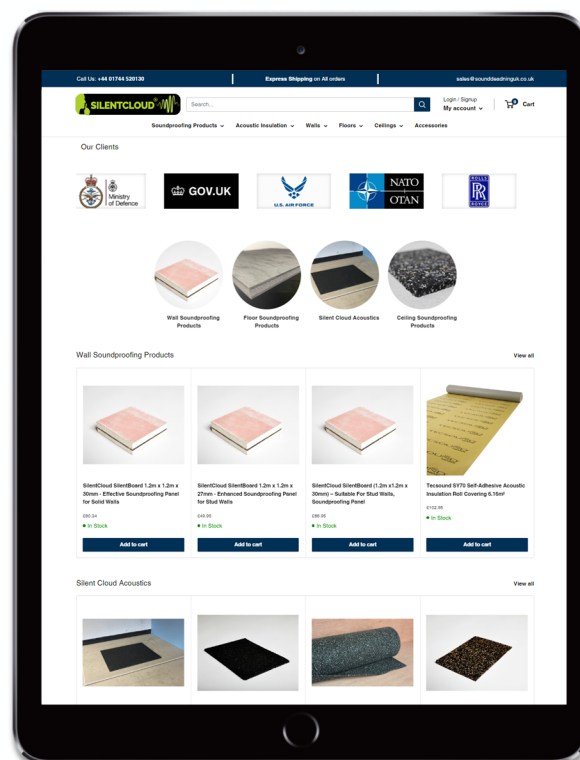 Call Us: +44 01744 520130
Express Shipping on All orders
sales@sounddeadninguk.co.uk
SILENTCLOUD®
Search...
Login / Signup
My account
0
Cart
Soundproofing Products
Acoustic Insulation
Walls
Floors
Ceilings
Accessories
Our Clients
Ministry
of Defence
GOV.UK
U.S. AIR FORCE
NATO
OTAN
ROLLS
RR
ROYCE
Wall Soundproofing
Products
Floor Soundproofing
Products
Silent Cloud Acoustics
Ceiling Soundproofing
Products
Wall Soundproofing Products
View all
SilentCloud SilentBoard 1.2m x 1.2m x
30mm - Effective Soundproofing Panel
for Solid Walls
In Stock
Add to cart
SilentCloud SilentBoard 1.2m x 1.2m x
27mm - Enhanced Soundproofing Panel
for Stud Walls
In Stock
Add to cart
SilentCloud SilentBoard (1.2m x1.2m x
30mm) – Suitable For Stud Walls,
Soundproofing Panel
In Stock
Add to cart
Tecsound SY70 Self-Adhesive Acoustic
Insulation Roll Covering 6.16m²
In Stock
Add to cart
Silent Cloud Acoustics
View all